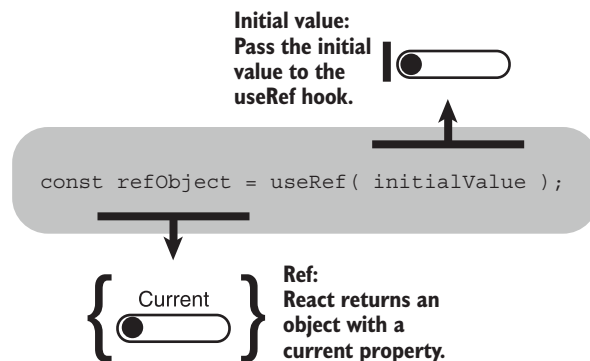 Initial value:
Pass the initial
value to the
useRef hook.
const refObject = useRef( initialValue );
Current
Ref:
React returns an
object with a
current property.